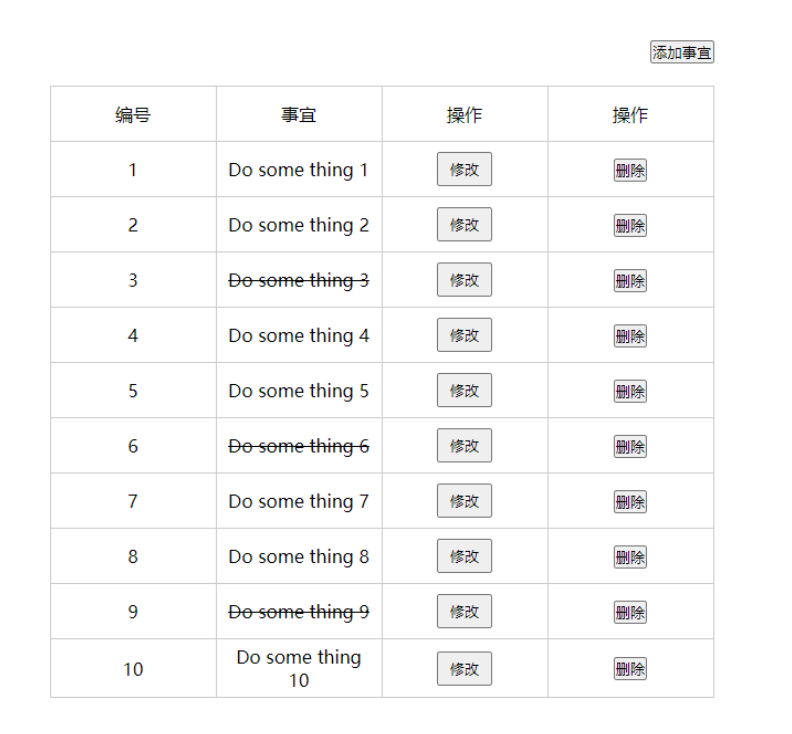 添加事宜
编号 事宜 操作 操作
1 Do some thing 1 修改 删除
2 Do some thing 2 修改 删除
3 Do some thing 3 修改 删除
4 Do some thing 4 修改 删除
5 Do some thing 5 修改 删除
6 Do some thing 6 修改 删除
7 Do some thing 7 修改 删除
8 Do some thing 8 修改 删除
9 Do some thing 9 修改 删除
10 Do some thing
10 修改 删除